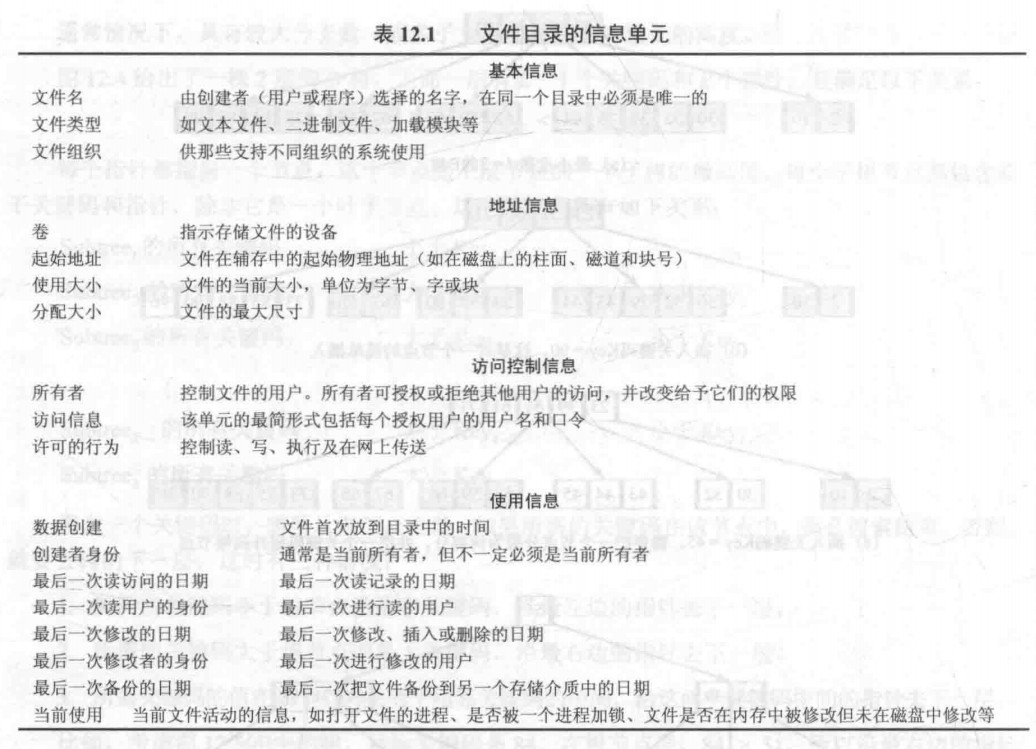 表 12.1 文件目录的信息单元
基本信息
文件名 由创建者（用户或程序）选择的名字，在同一个目录中必须是唯一的
文件类型 如文本文件、二进制文件、加载模块等
文件组织 供那些支持不同组织的系统使用
地址信息
卷 指示存储文件的设备
起始地址 文件在辅存中的起始物理地址（如在磁盘上的柱面、磁道和块号）
使用大小 文件的当前大小，单位为字节、字或块
分配大小 文件的最大尺寸
访问控制信息
所有者 控制文件的用户。所有者可授权或拒绝其他用户的访问，并改变给予它们的权限
访问信息 该单元的最简形式包括每个授权用户的用户名和口令
许可的行为 控制读、写、执行及在网上传送
使用信息
数据创建 文件首次放到目录中的时间
创建者身份 通常是当前所有者，但不一定必须是当前所有者
最后一次读访问的日期 最后一次读记录的日期
最后一次读用户的身份 最后一次进行读的用户
最后一次修改的日期 最后一次修改、插入或删除的日期
最后一次修改者的身份 最后一次进行修改的用户
最后一次备份的日期 最后一次把文件备份到另一个存储介质中的日期
当前使用 当前文件活动的信息，如打开文件的进程、是否被一个进程加锁、文件是否在内存中被修改但未在磁盘中修改等